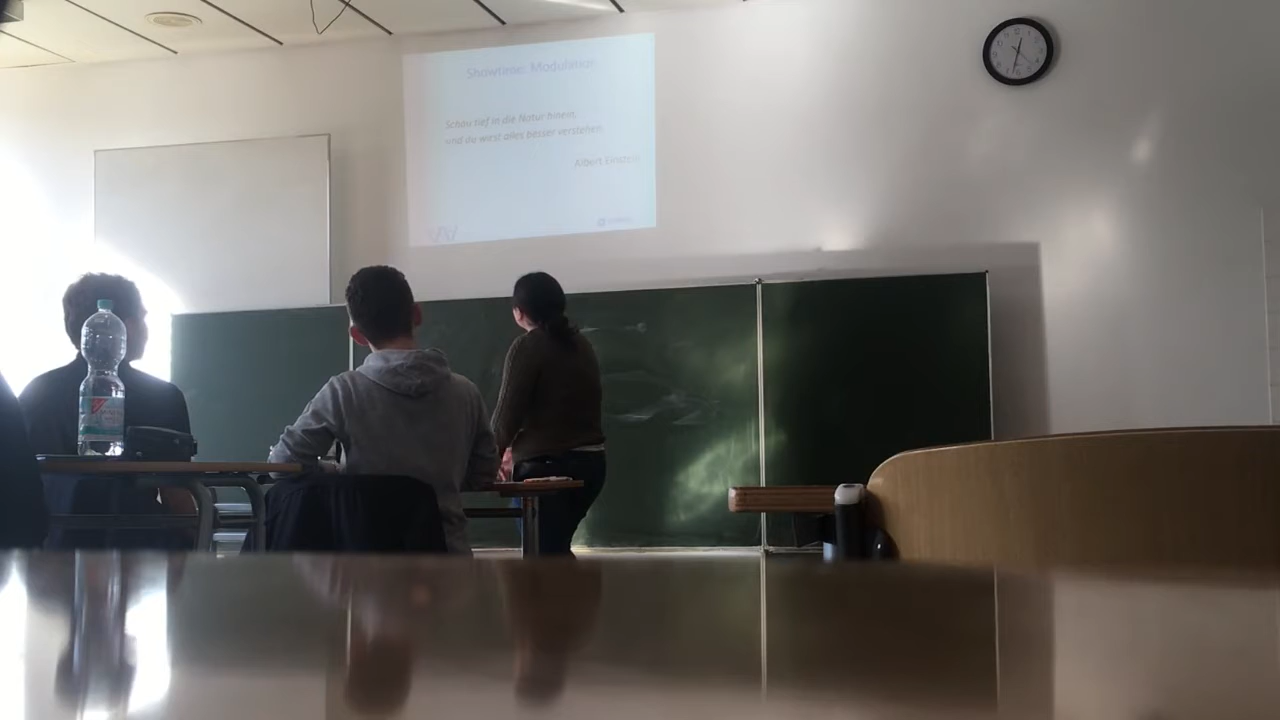 Showtime: Modulation
Schau tief in die Natur hinein,
und du wirst alles besser verstehen.
Albert Einstein